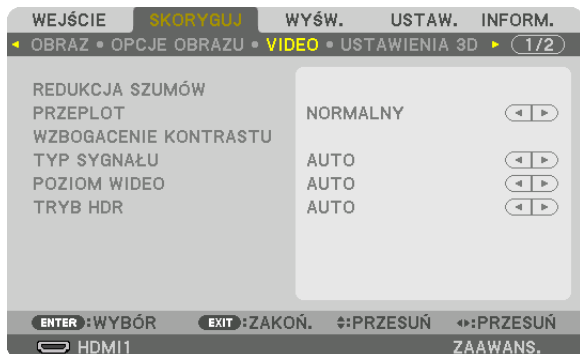 WEJŚCIE SKORYGUJ WYŚW. USTAW. INFORM.
◄ OBRAZ • OPCJE OBRAZU • VIDEO • USTAWIENIA 3D ► 1/2
REDUKCJA SZUMÓW
PRZEPLOT NORMALNY
WZBOGACENIE KONTRASTU
TYP SYGNAŁU AUTO
POZIOM WIDEO AUTO
TRYB HDR AUTO
ENTER :WYBÓR EXIT :ZAKOŃ. :PRZESUŃ :PRZESUŃ
HDMI1 ZAAWANS.